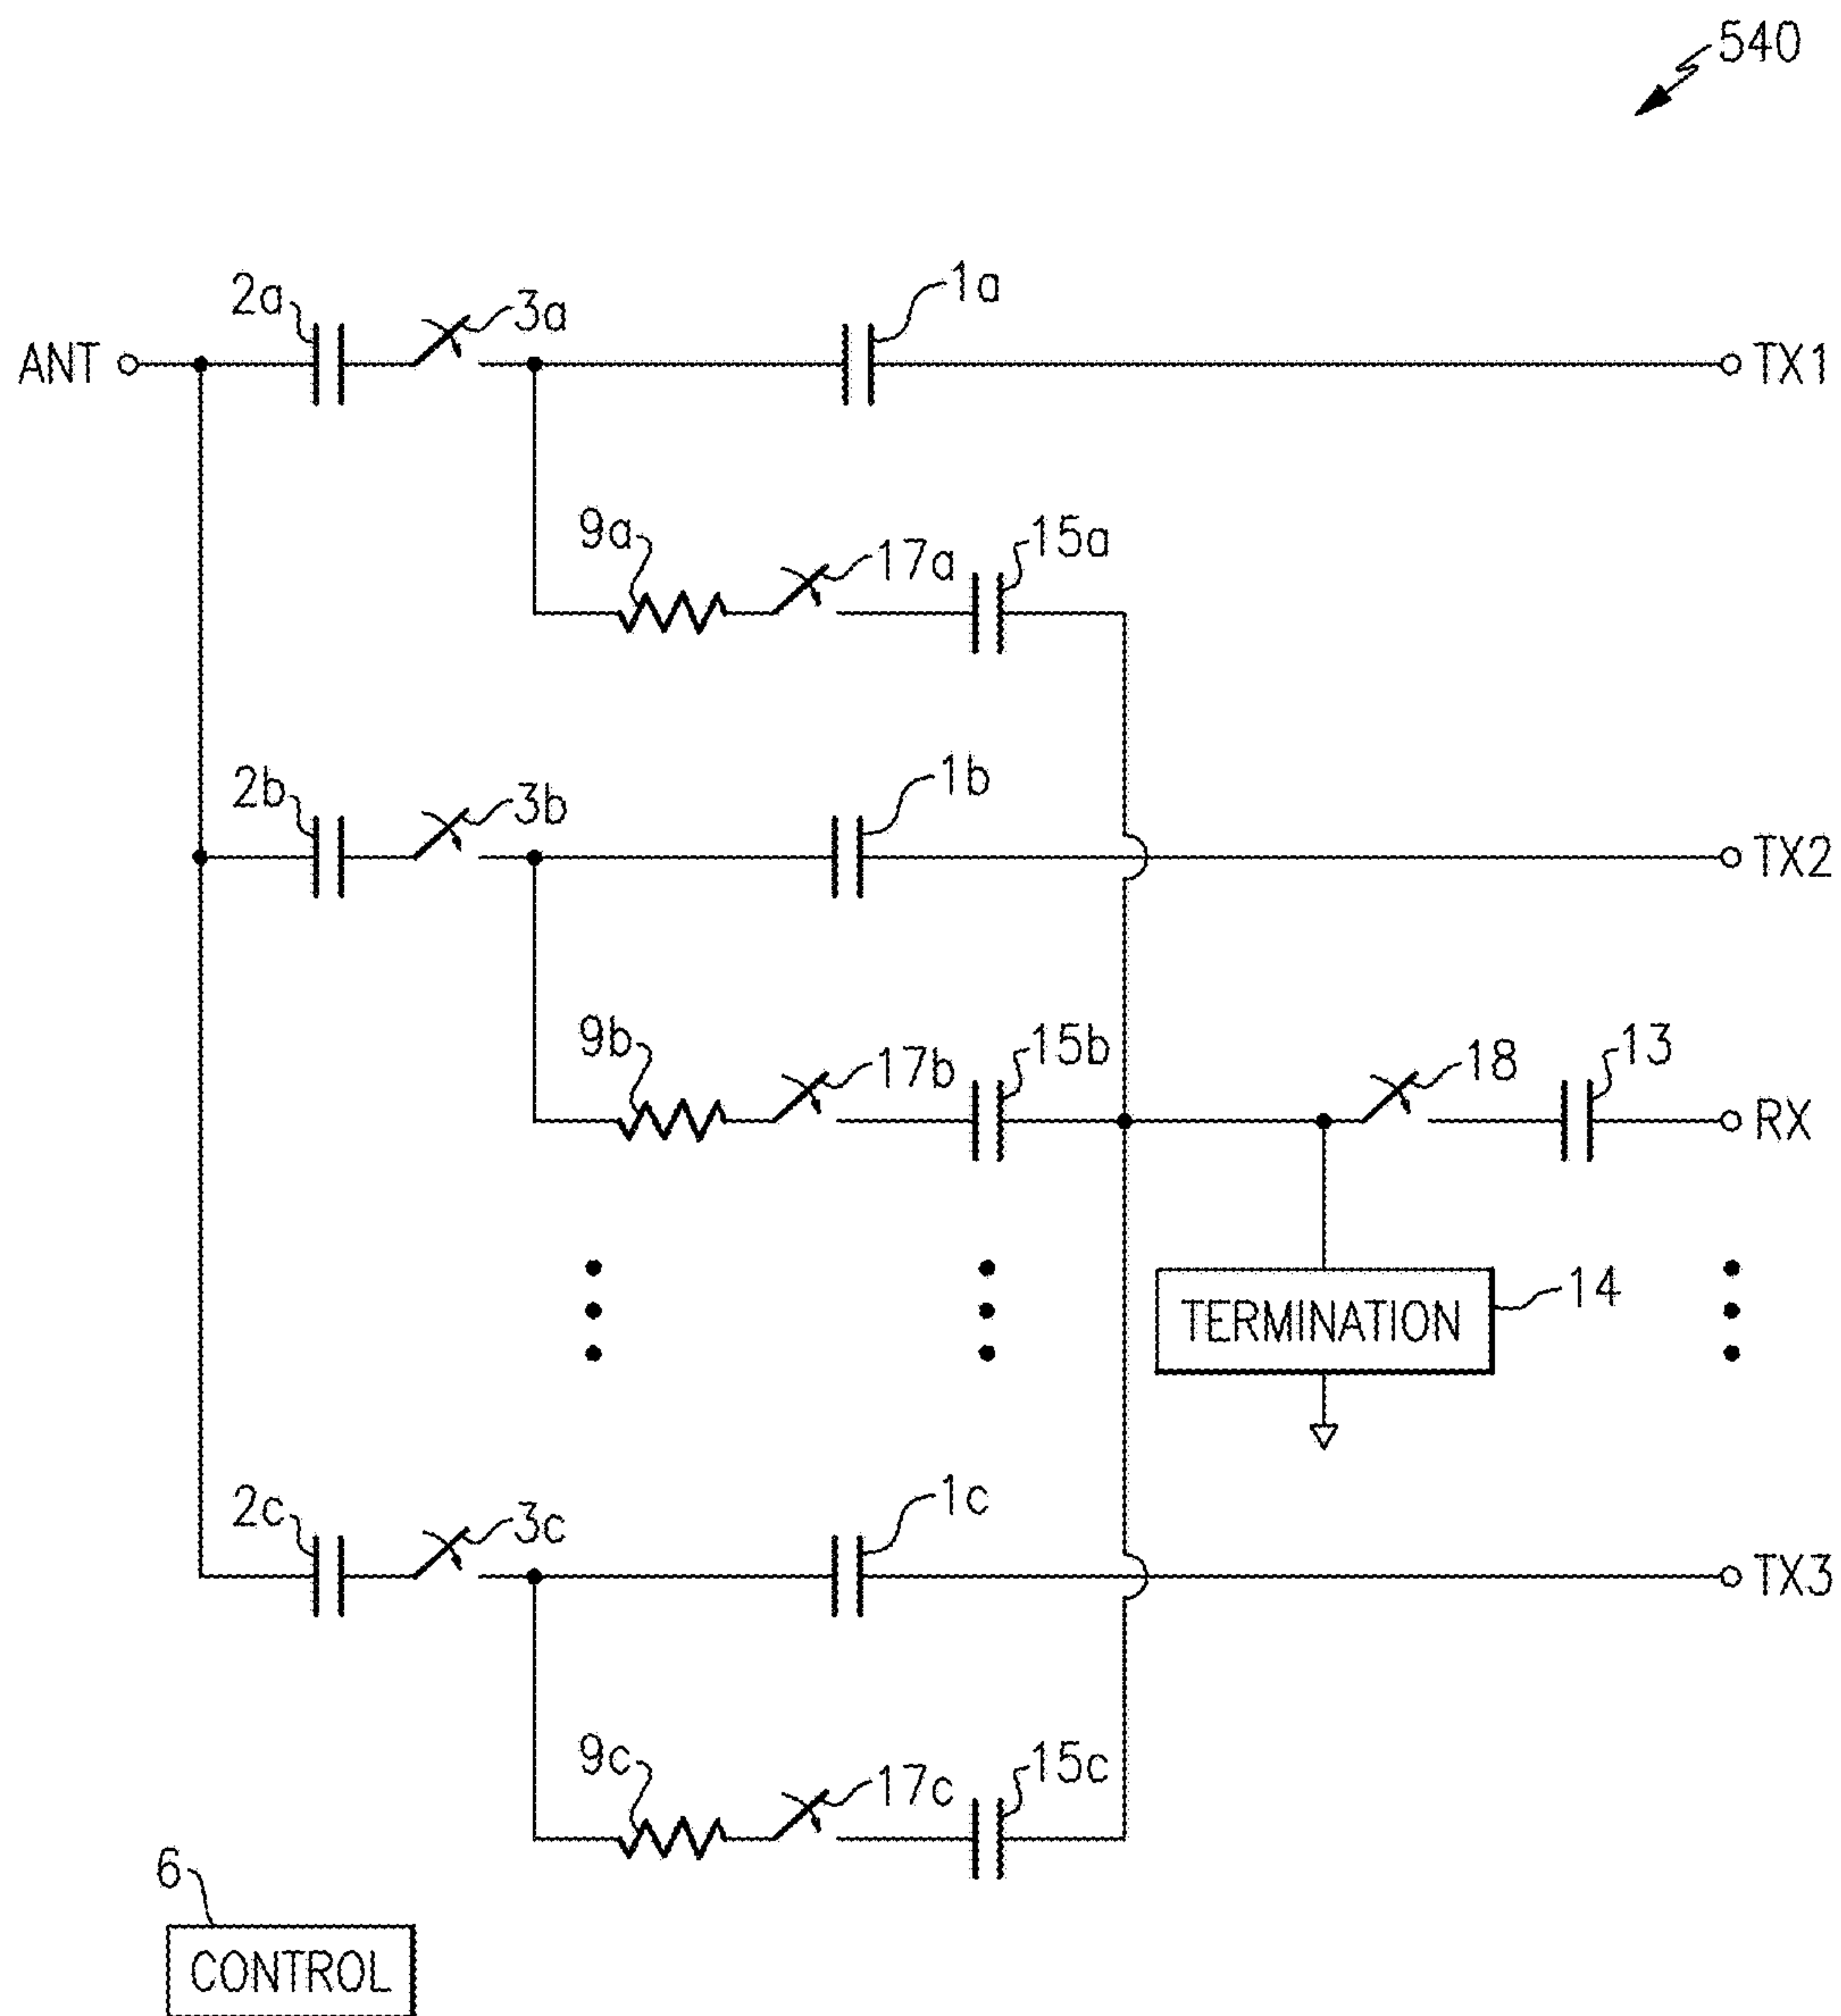 540
2a 3a 1a
ANT TX1
9a 17a 15a
2b 3b 1b
TX2
9b 17b 15b 18 13
RX
TERMINATION 14
2c 3c 1c
TX3
9c 17c 15c
6
CONTROL